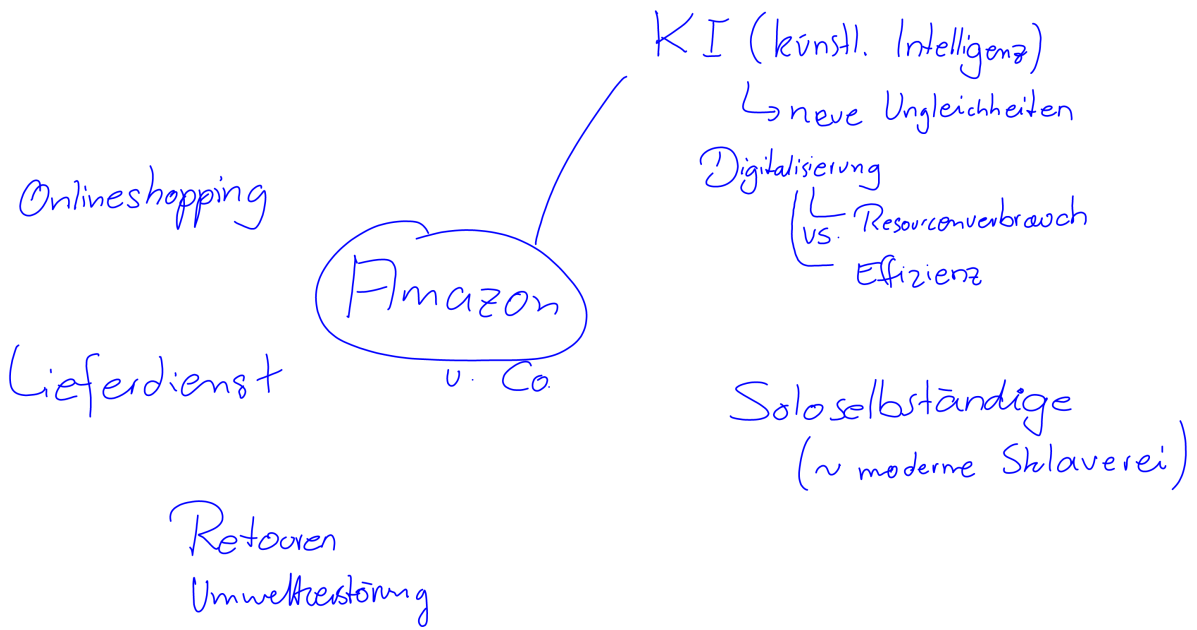 KI (künstl. Intelligenz)
↳ neue Ungleichheiten
Digitalisierung
Resourcenverbrauch
vs.
Effizienz
Onlineshopping
Amazon
u. Co.
Lieferdienst
Soloselbständige
(~ moderne Sklaverei)
Retouren
Umweltzerstörung